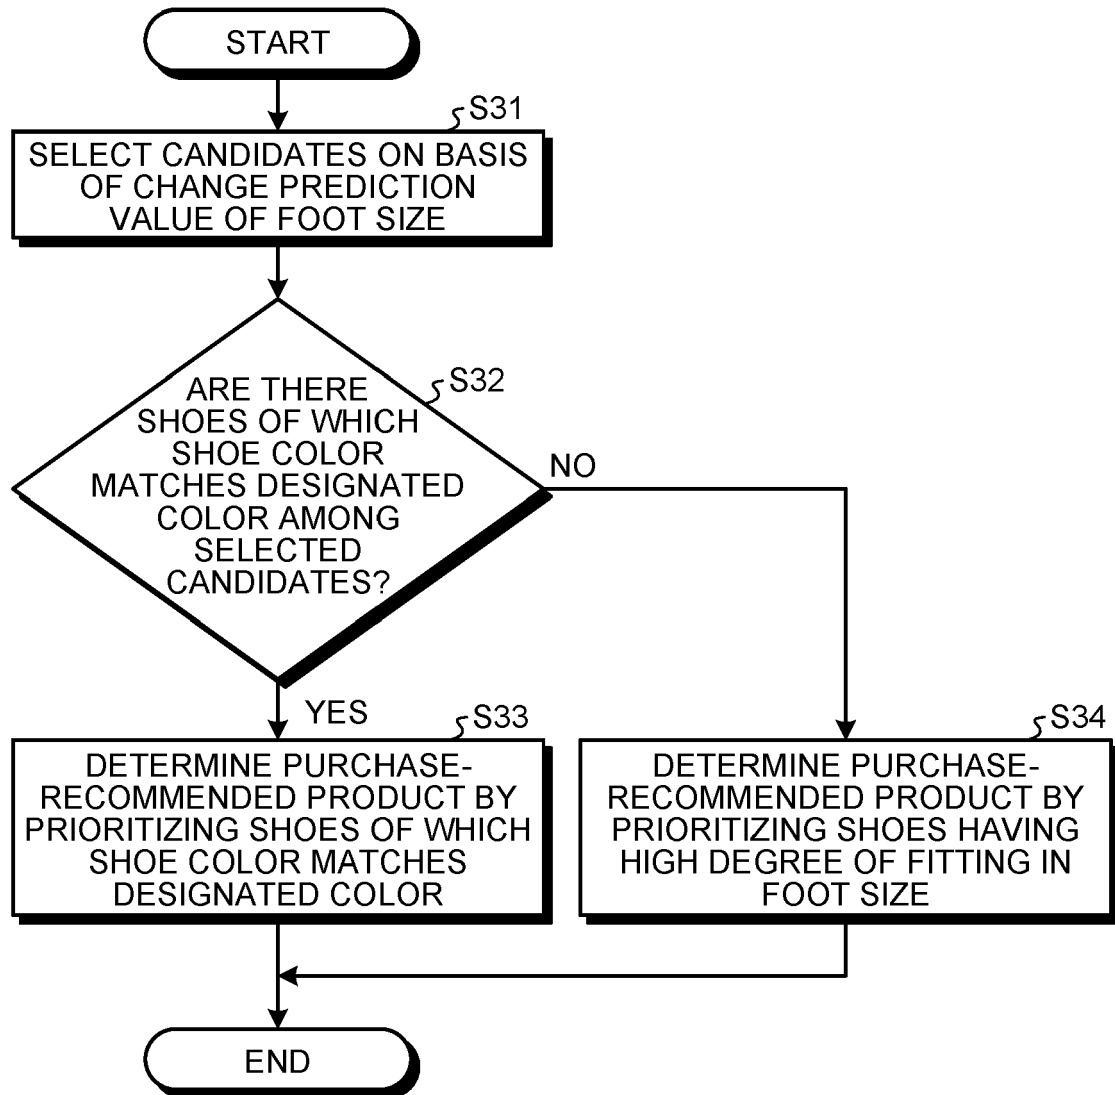 START
S31
SELECT CANDIDATES ON BASIS
OF CHANGE PREDICTION
VALUE OF FOOT SIZE
S32
ARE THERE
SHOES OF WHICH
SHOE COLOR
MATCHES DESIGNATED
COLOR AMONG
SELECTED
CANDIDATES?
NO
YES
S33
DETERMINE PURCHASE-
RECOMMENDED PRODUCT BY
PRIORITIZING SHOES OF WHICH
SHOE COLOR MATCHES
DESIGNATED COLOR
S34
DETERMINE PURCHASE-
RECOMMENDED PRODUCT BY
PRIORITIZING SHOES HAVING
HIGH DEGREE OF FITTING IN
FOOT SIZE
END